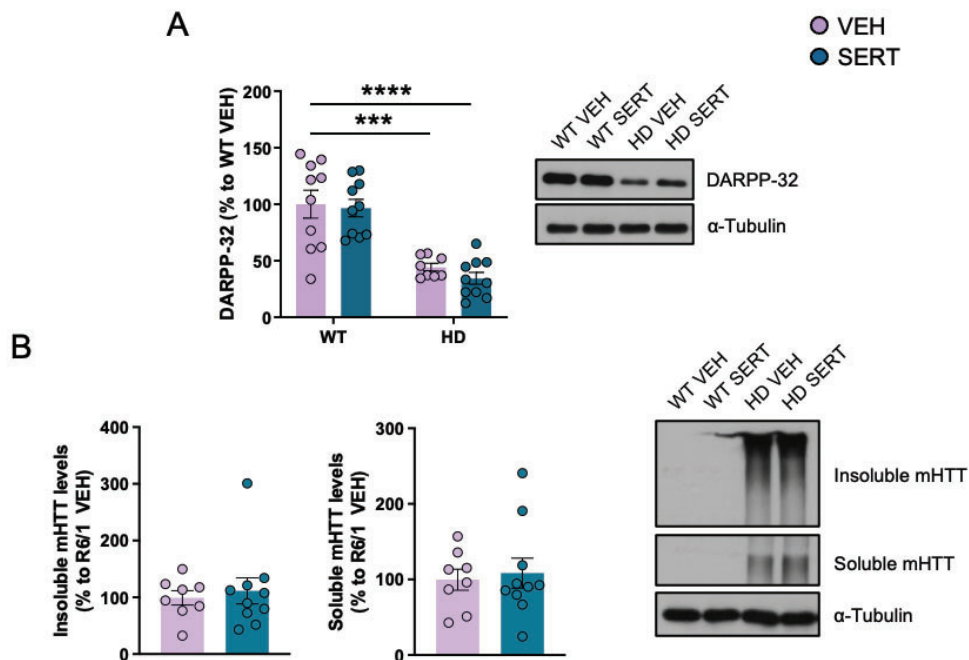 A
VEH
SERT
DARPP-32 (% to WT VEH)
200
150
100
50
0
****
***
WT
HD
WT VEH
WT SERT
HD VEH
HD SERT
DARPP-32
α-Tubulin
B
Insoluble mHTT levels
(% to R6/1 VEH)
400
300
200
100
0
Soluble mHTT levels
(% to R6/1 VEH)
300
200
100
0
WT VEH
WT SERT
HD VEH
HD SERT
Insoluble mHTT
Soluble mHTT
α-Tubulin